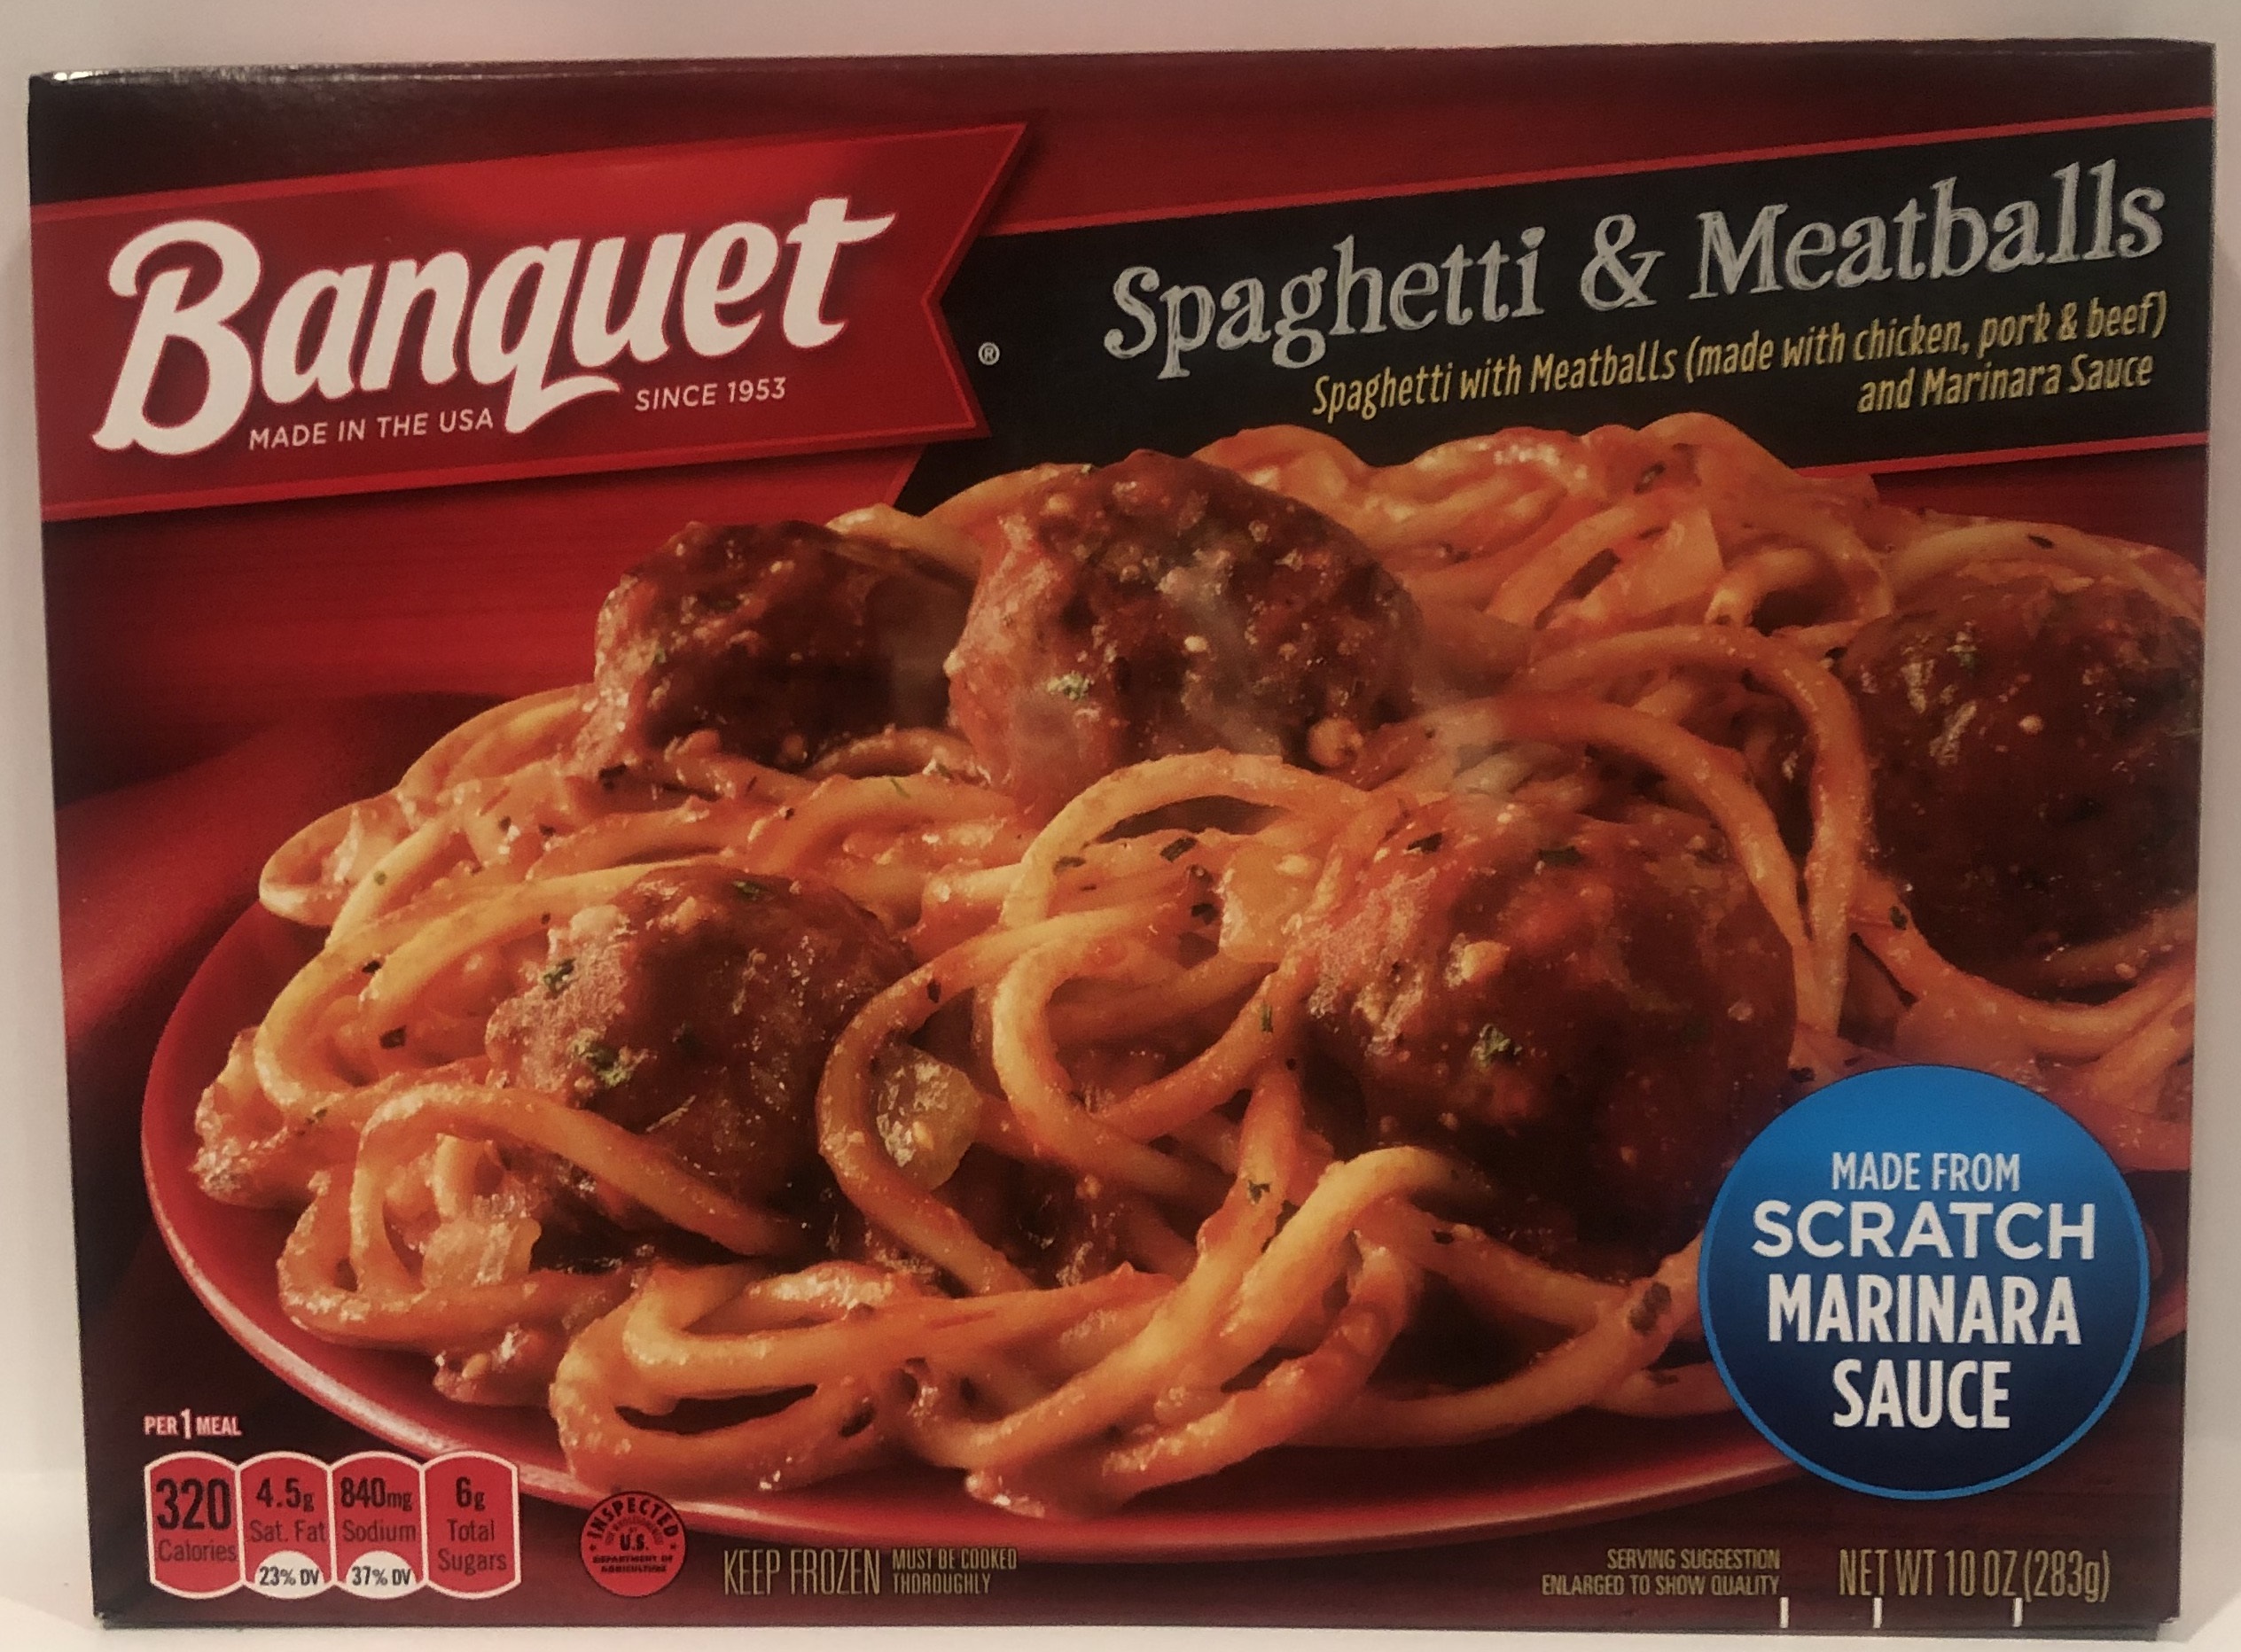 Banquet
MADE IN THE USA
SINCE 1953
®
Spaghetti & Meatballs
Spaghetti with Meatballs (made with chicken, pork & beef)
and Marinara Sauce
MADE FROM
SCRATCH
MARINARA
SAUCE
PER 1 MEAL
320
Calories
4.5g
Sat. Fat
23% DV
840mg
Sodium
37% DV
6g
Total
Sugars
INSPECTED
U.S.
DEPARTMENT OF
AGRICULTURE
KEEP FROZEN
MUST BE COOKED
THOROUGHLY
SERVING SUGGESTION
ENLARGED TO SHOW QUALITY
NET WT 10 OZ (283g)